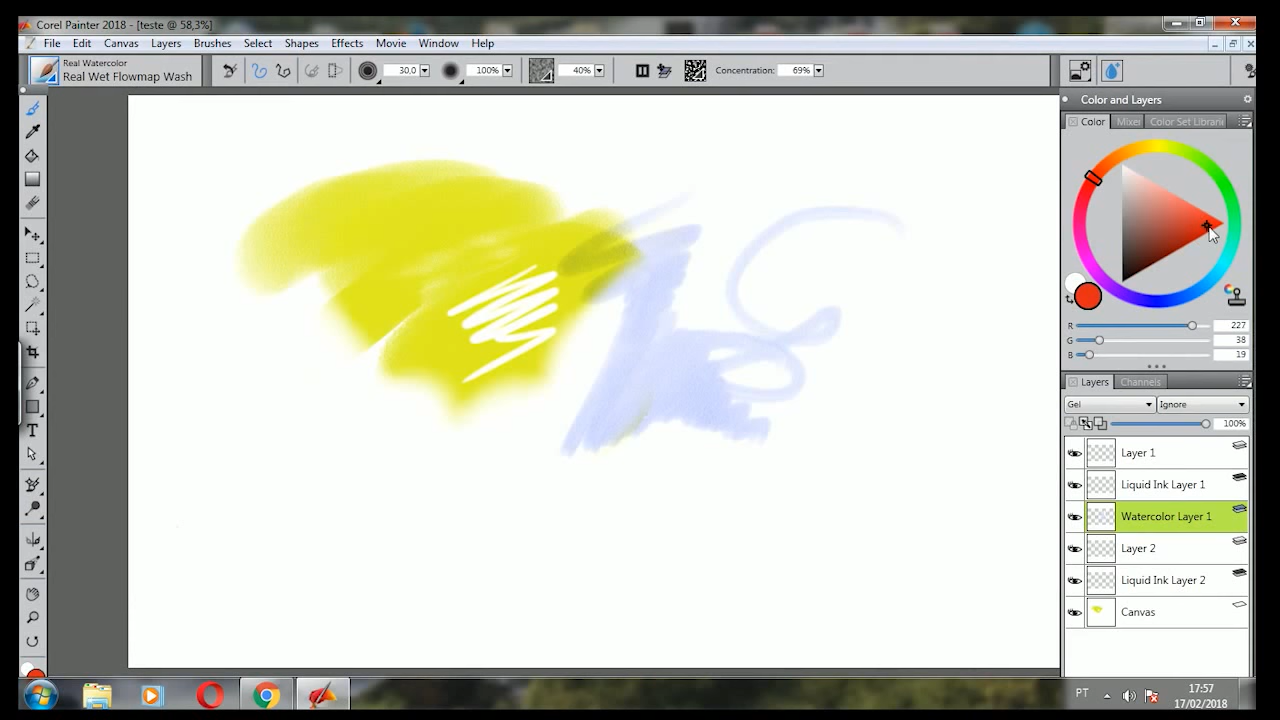 Corel Painter 2018 - [teste @ 58,3%]
File Edit Canvas Layers Brushes Select Shapes Effects Movie Window Help
Real Watercolor
Real Wet Flowmap Wash
30,0
100%
40%
Concentration: 69%
Color and Layers
Color Mixer Color Set Librari
R 227
G 38
B 19
Layers Channels
Gel Ignore
100%
Layer 1
Liquid Ink Layer 1
Watercolor Layer 1
Layer 2
Liquid Ink Layer 2
Canvas
T
PT
17:57
17/02/2018